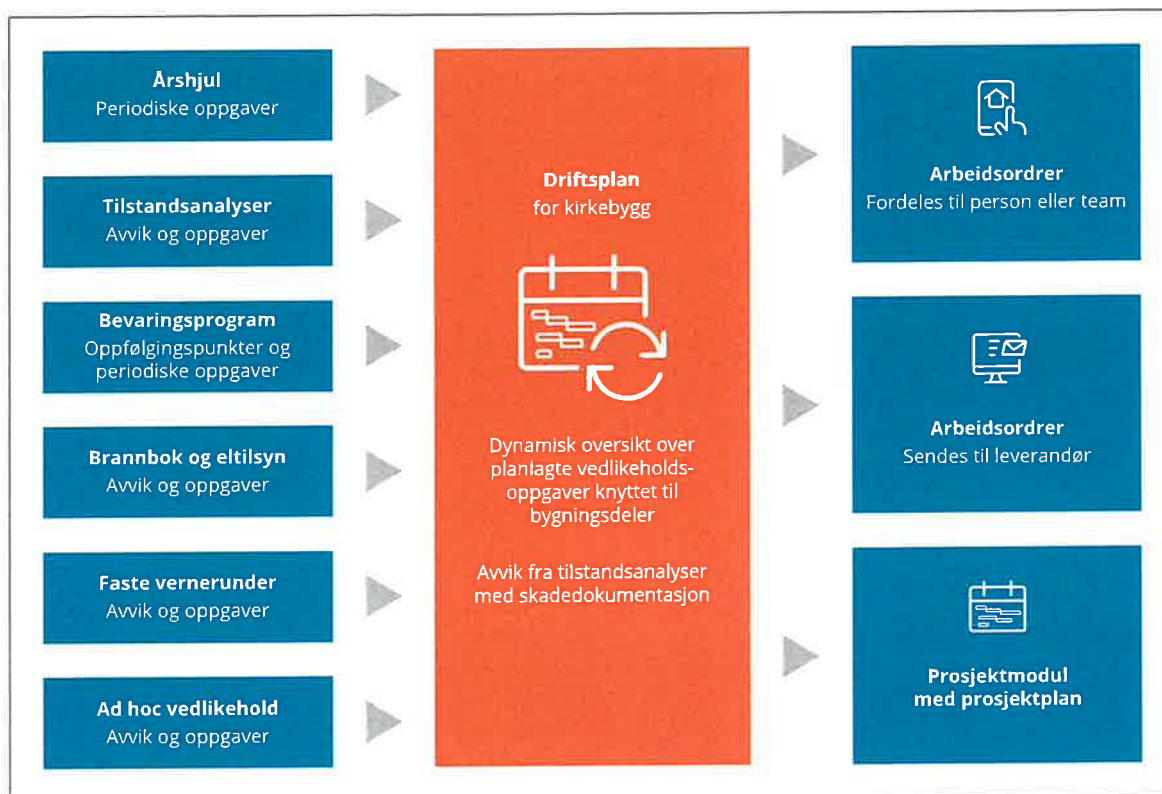 Årshjul
Periodiske oppgaver
Tilstandsanalyser
Avvik og oppgaver
Bevaringsprogram
Oppfølgingspunkter og
periodiske oppgaver
Brannbok og eltilsyn
Avvik og oppgaver
Faste vernerunder
Avvik og oppgaver
Ad hoc vedlikehold
Avvik og oppgaver
Driftsplan
for kirkebygg
Dynamisk oversikt over
planlagte vedlikeholds-
oppgaver knyttet til
bygningsdeler
Avvik fra tilstandsanalyser
med skadedokumentasjon
Arbeidsordrer
Fordeles til person eller team
Arbeidsordrer
Sendes til leverandør
Prosjektmodul
med prosjektplan